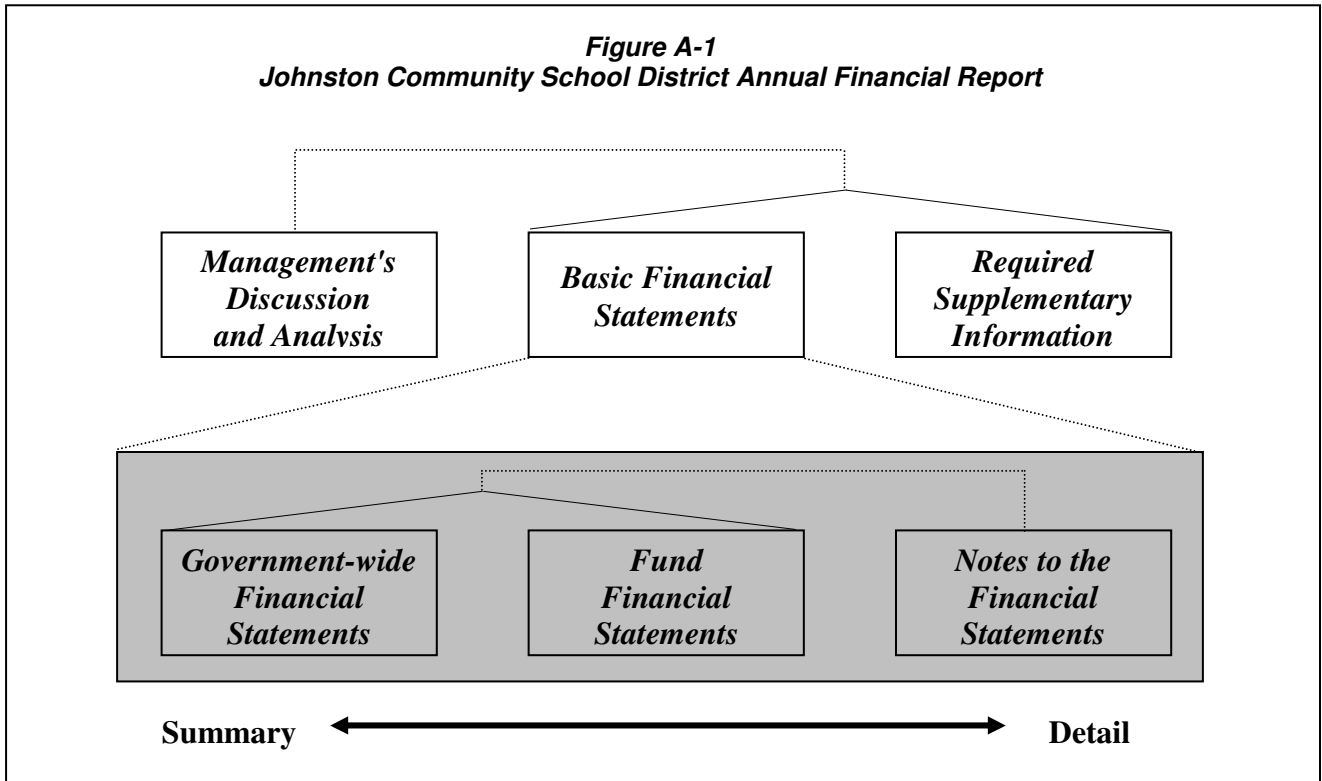 Figure A-1
Johnston Community School District Annual Financial Report
Management's
Discussion
and Analysis
Basic Financial
Statements
Required
Supplementary
Information
Government-wide
Financial
Statements
Fund
Financial
Statements
Notes to the
Financial
Statements
Summary
Detail